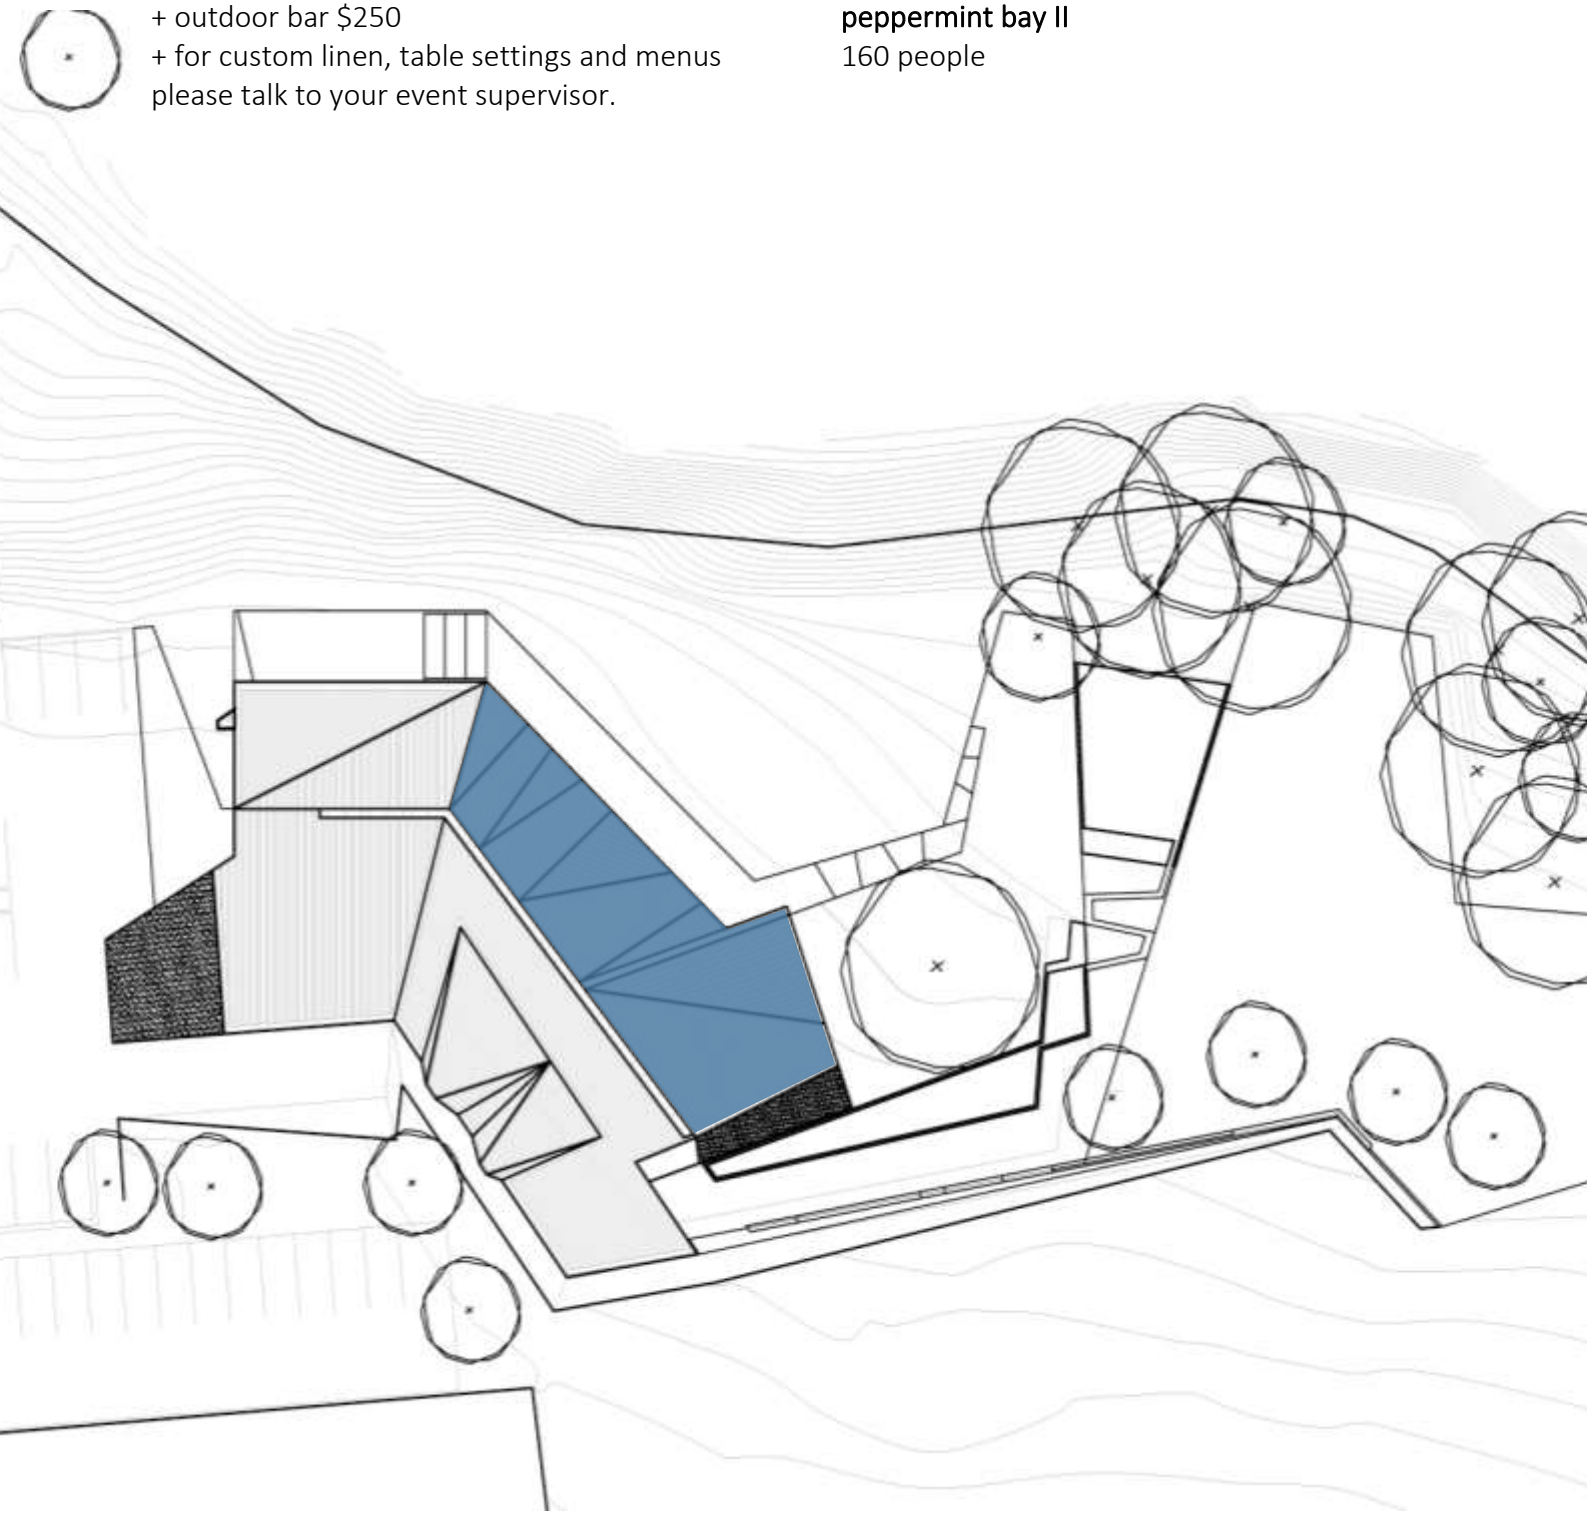 + outdoor bar $250
+ for custom linen, table settings and menus
please talk to your event supervisor.
peppermint bay II
160 people